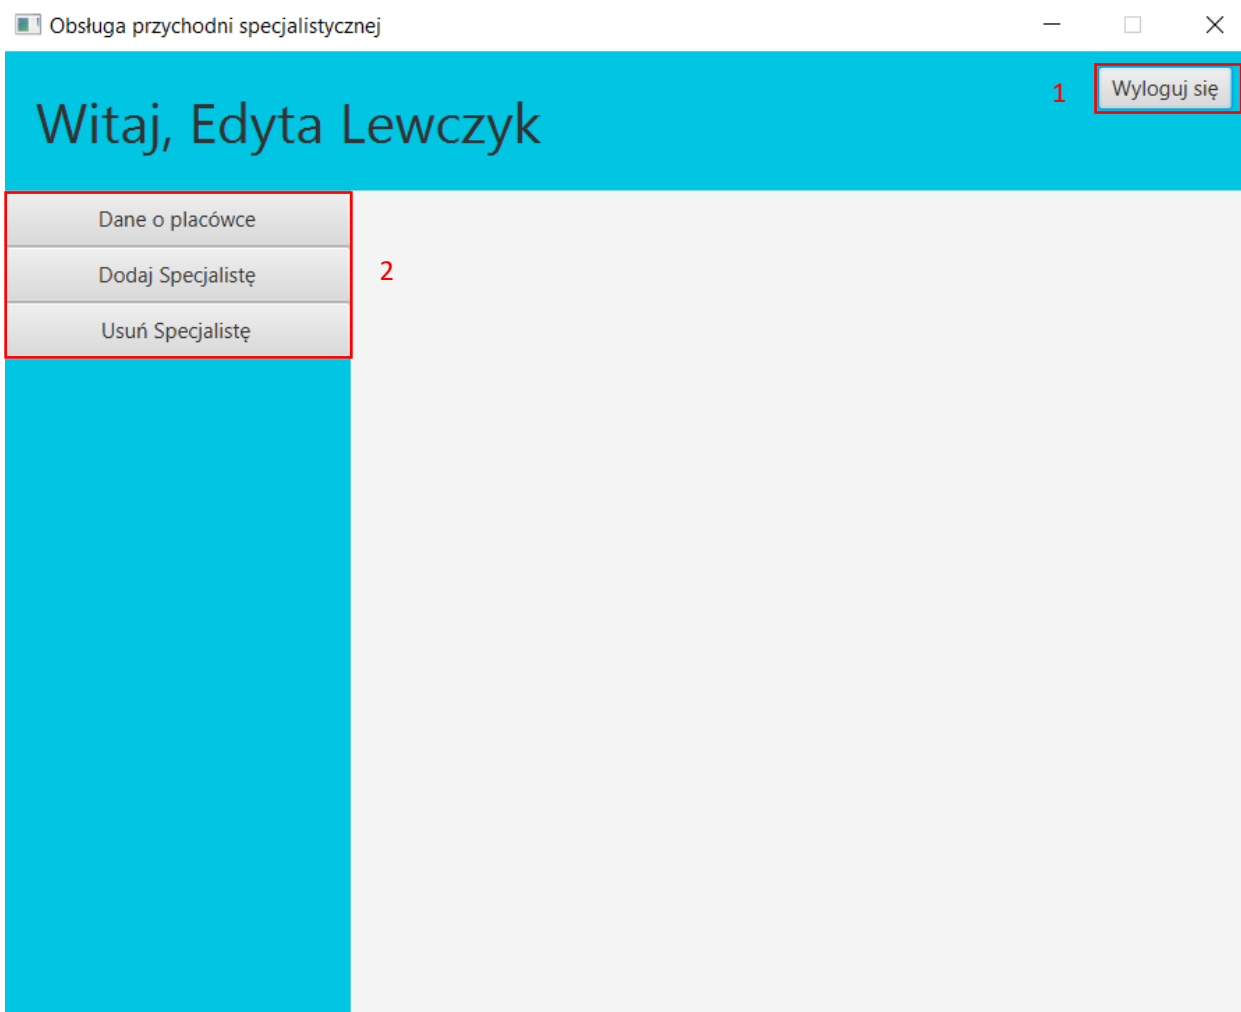 Obsługa przychodni specjalistycznej
1
Wyloguj się
Witaj, Edyta Lewczyk
Dane o placówce
Dodaj Specjalistę
2
Usuń Specjalistę